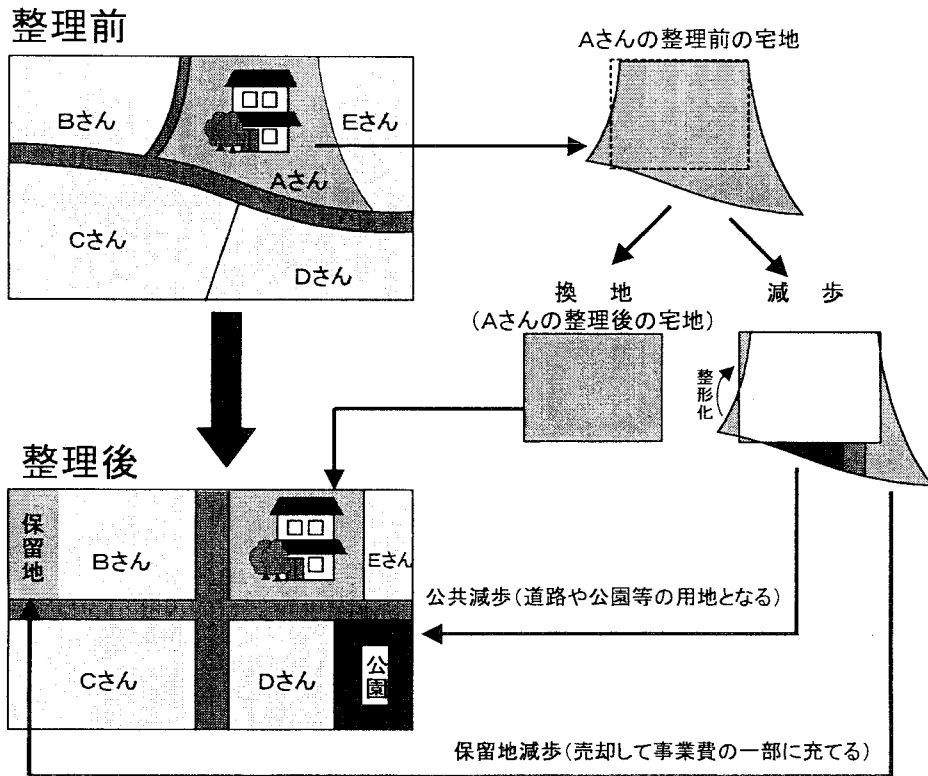 整理前
Aさんの整理前の宅地
Bさん
Eさん
Aさん
Cさん
Dさん
換 地
(Aさんの整理後の宅地)
減 歩
整形化
整理後
保留地
Bさん
Eさん
公共減歩(道路や公園等の用地となる)
Cさん
Dさん
公園
保留地減歩(売却して事業費の一部に充てる)